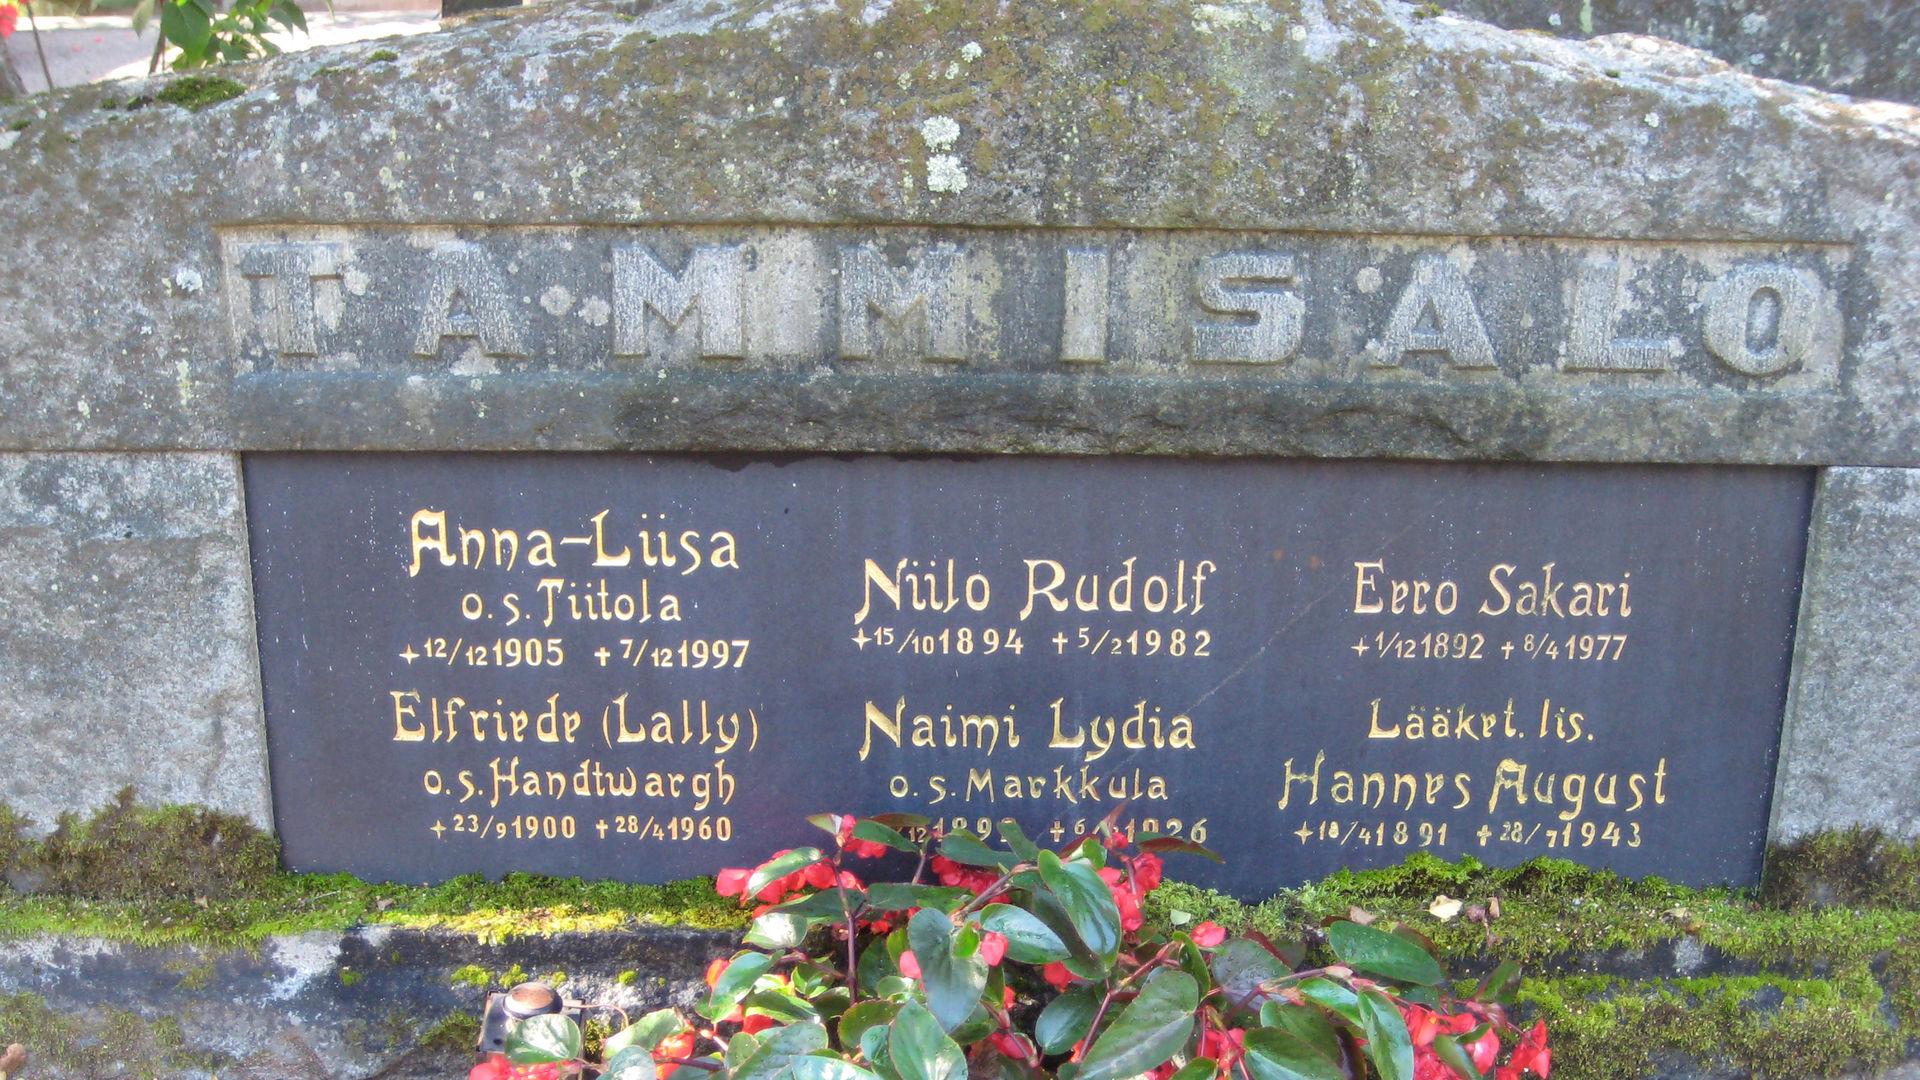 TAMMISALO
Anna-Liisa
o.s. Tiitola
+12/12 1905 +7/12 1997
Elfriede (Lally)
o.s. Handtwargh
+23/9 1900 +28/4 1960
Niilo Rudolf
+15/10 1894 +5/2 1982
Naimi Lydia
o.s. Markkula
Eero Sakari
+1/12 1892 +8/4 1977
Lääket. lis.
Hannes August
+18/4 1891 +28/7 1943